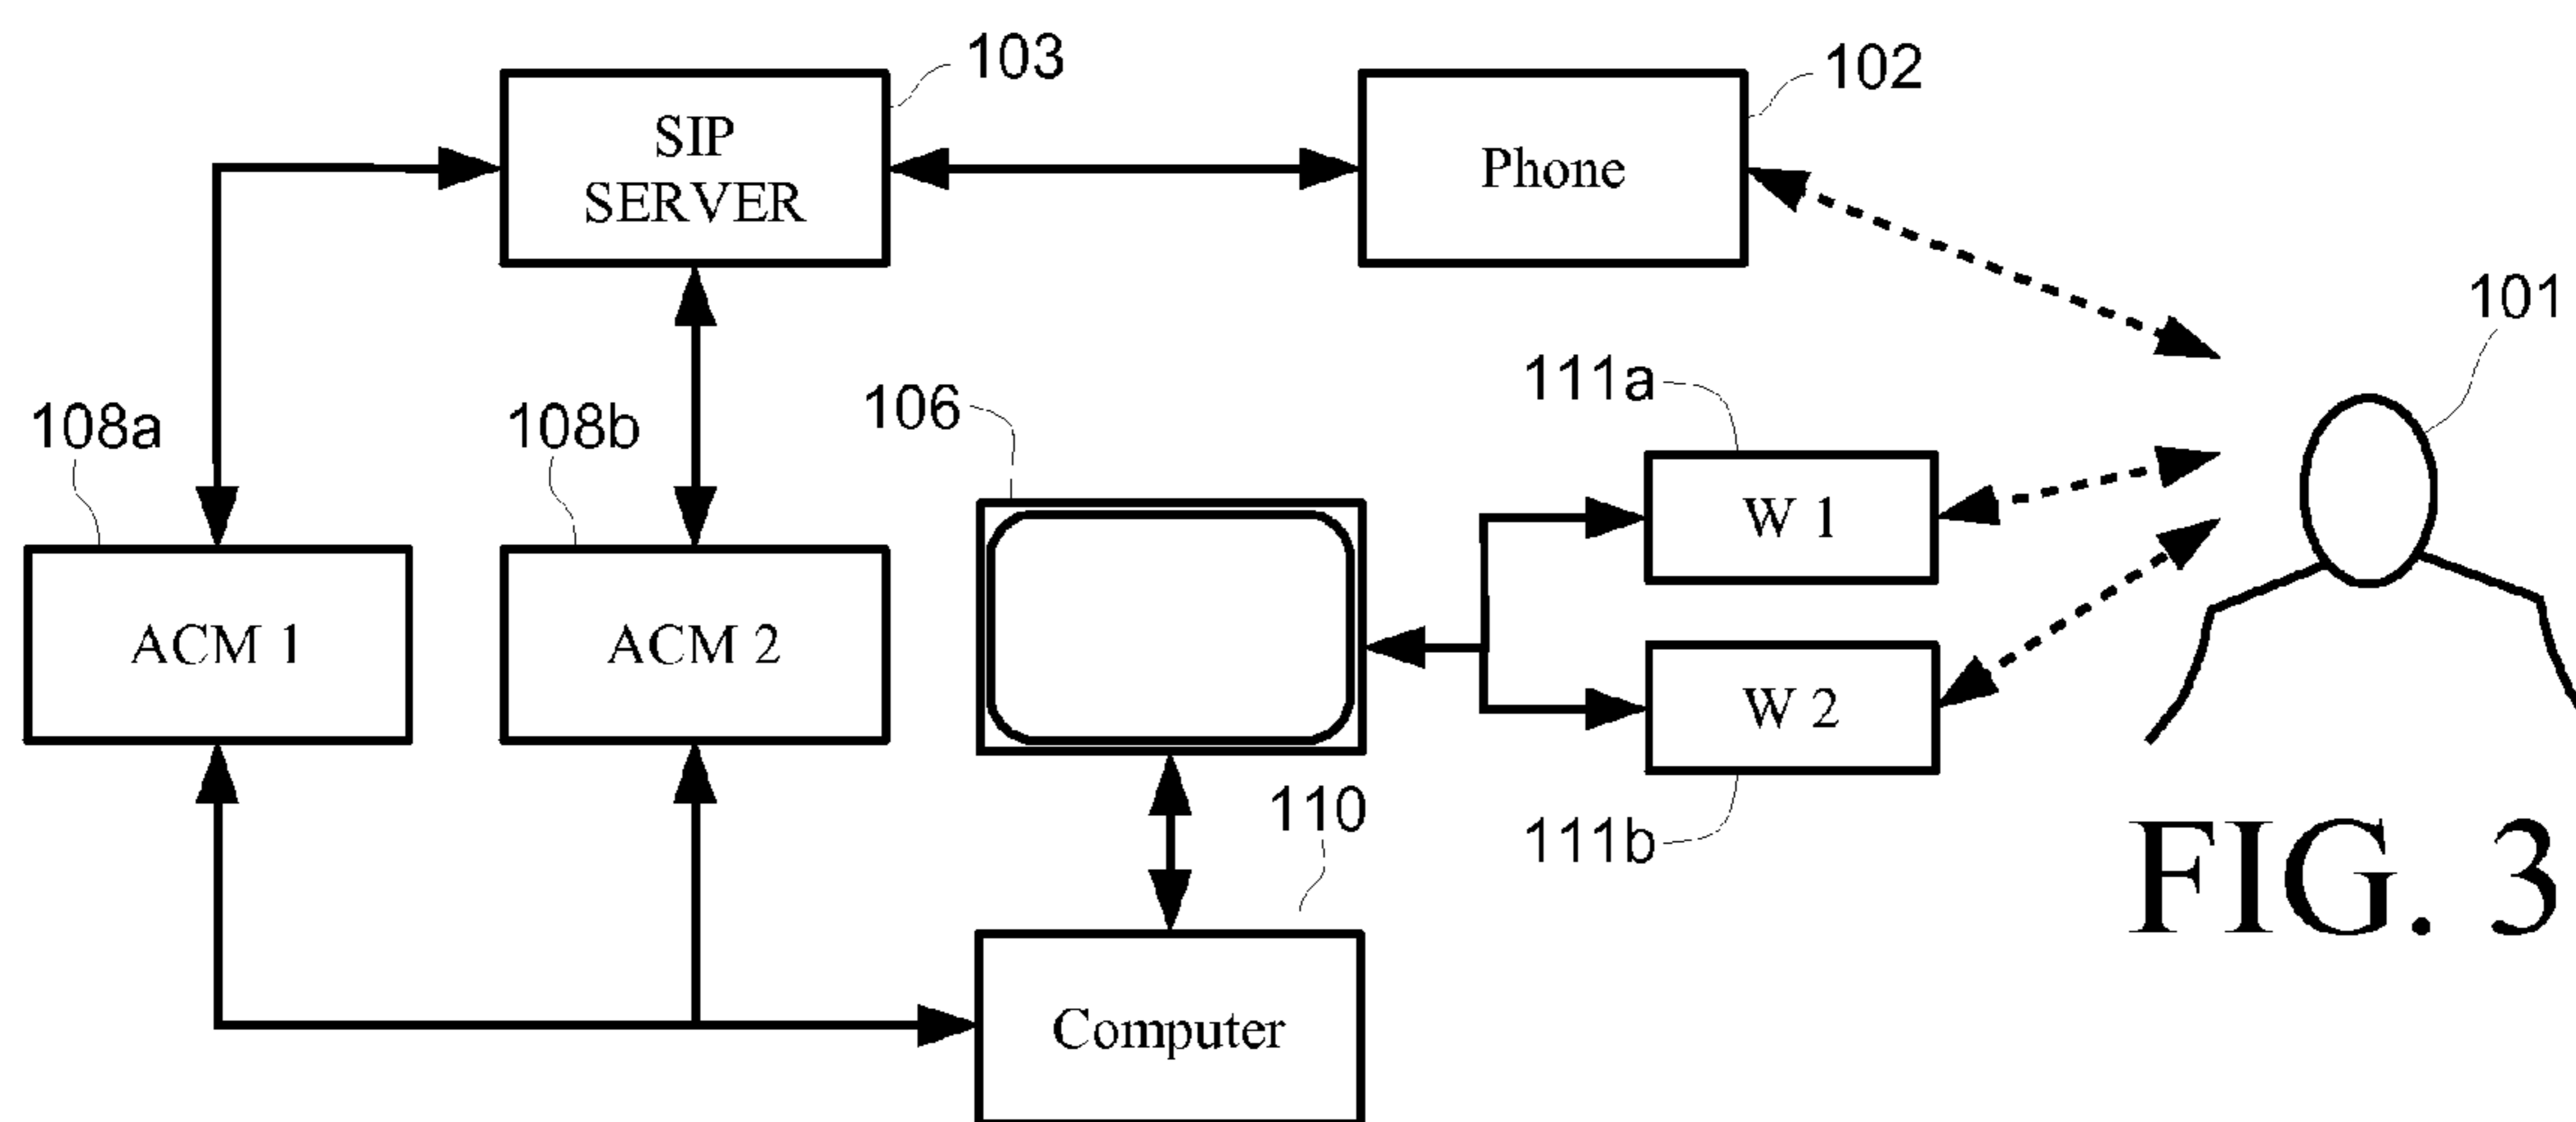 103
102
SIP
SERVER
Phone
101
111a
106
108a
108b
W 1
ACM 1
ACM 2
W 2
110
111b
FIG. 3
Computer